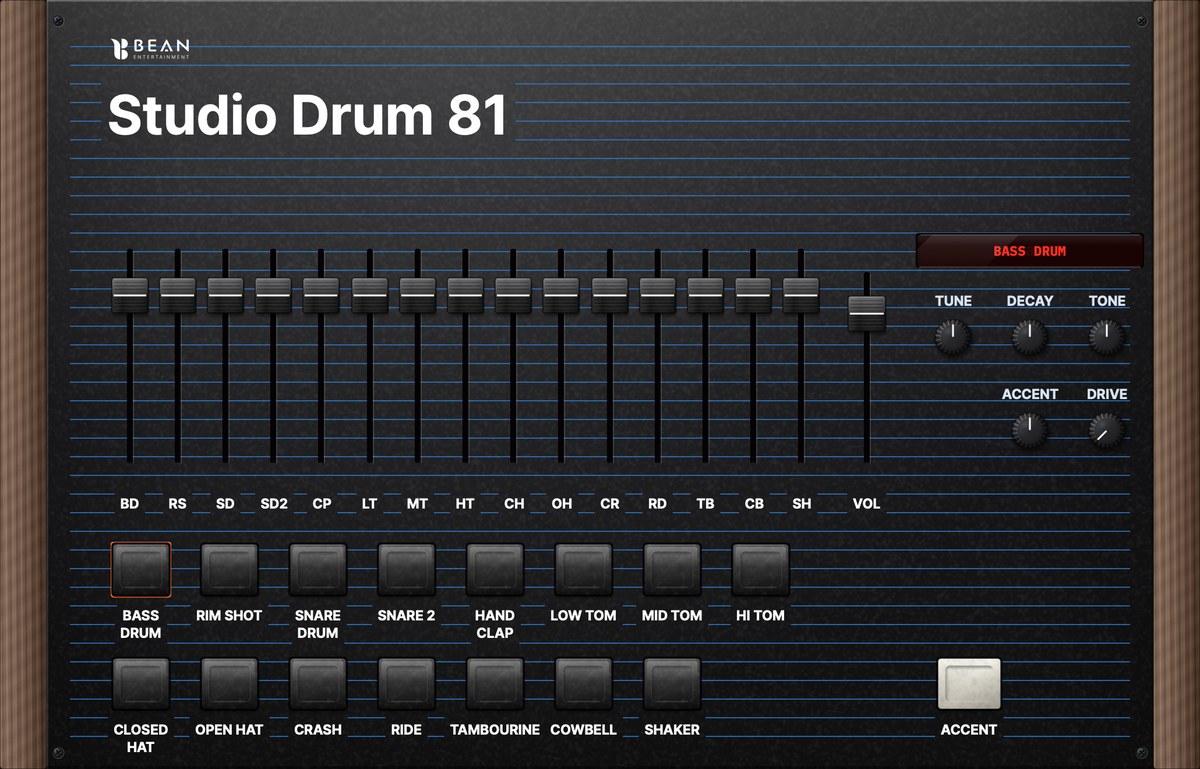 BEAN
ENTERTAINMENT
Studio Drum 81
BASS DRUM
TUNE DECAY TONE
ACCENT DRIVE
BD RS SD SD2 CP LT MT HT CH OH CR RD TB CB SH VOL
BASS DRUM RIM SHOT SNARE DRUM SNARE 2 HAND CLAP LOW TOM MID TOM HI TOM
CLOSED HAT OPEN HAT CRASH RIDE TAMBOURINE COWBELL SHAKER ACCENT